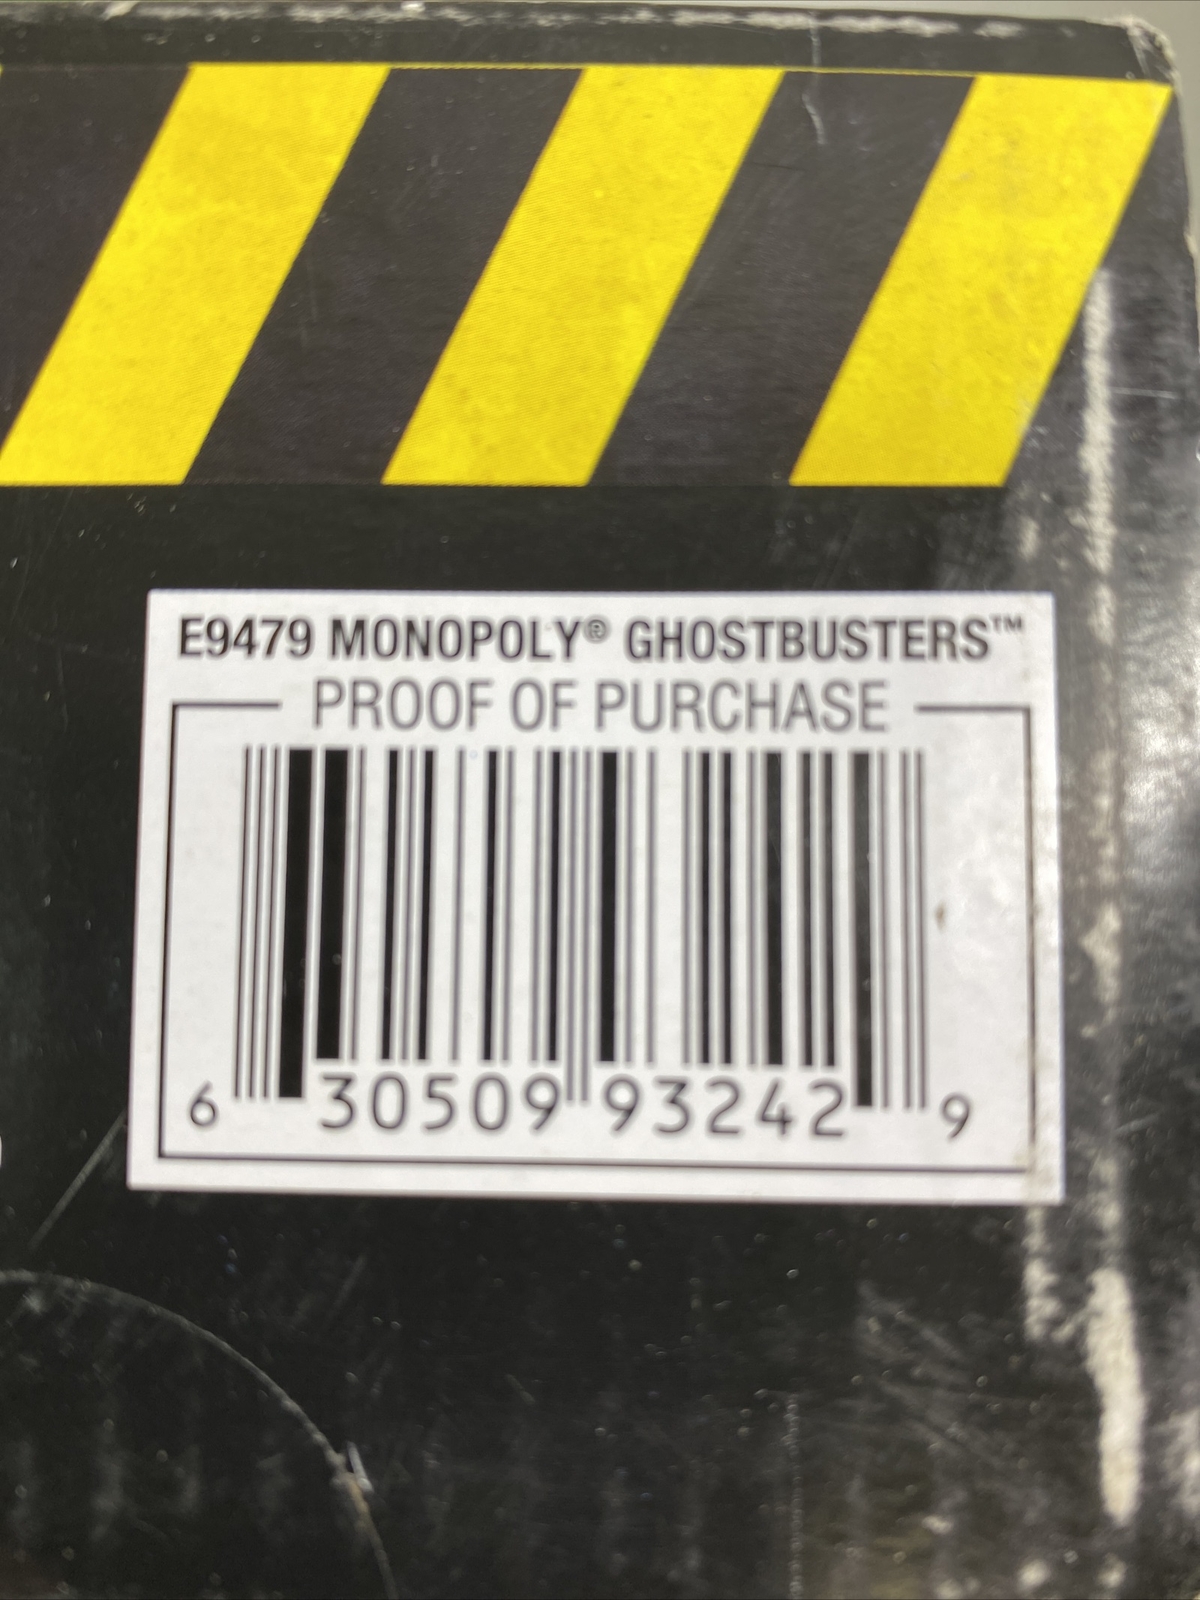 E9479 MONOPOLY® GHOSTBUSTERS™
PROOF OF PURCHASE
6 30509 93242 9